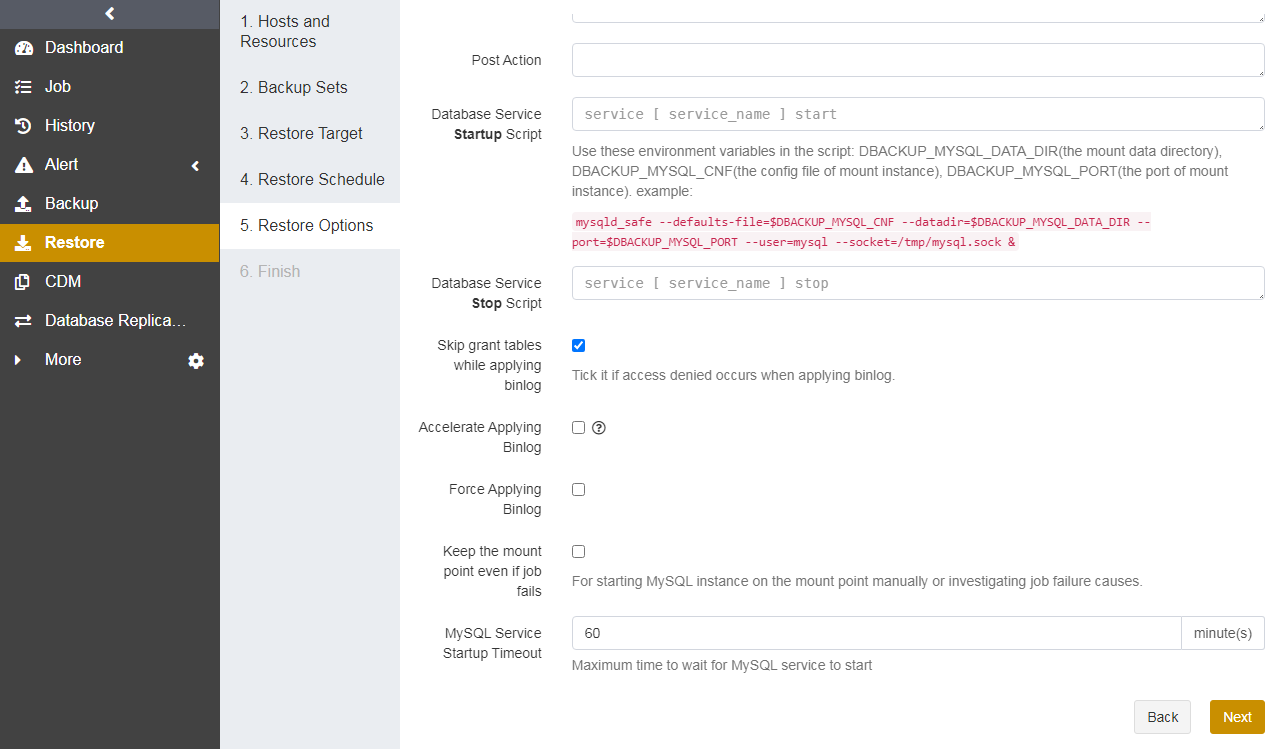 Dashboard
Job
History
Alert
Backup
Restore
CDM
Database Replica…
More
1. Hosts and
Resources
2. Backup Sets
3. Restore Target
4. Restore Schedule
5. Restore Options
6. Finish
Post Action
Database Service
Startup Script
service [ service_name ] start
Use these environment variables in the script: DBACKUP_MYSQL_DATA_DIR(the mount data directory),
DBACKUP_MYSQL_CNF(the config file of mount instance), DBACKUP_MYSQL_PORT(the port of mount
instance). example:
mysqld_safe --defaults-file=$DBACKUP_MYSQL_CNF --datadir=$DBACKUP_MYSQL_DATA_DIR --
port=$DBACKUP_MYSQL_PORT --user=mysql --socket=/tmp/mysql.sock &
Database Service
Stop Script
service [ service_name ] stop
Skip grant tables
while applying
binlog
Tick it if access denied occurs when applying binlog.
Accelerate Applying
Binlog
Force Applying
Binlog
Keep the mount
point even if job
fails
For starting MySQL instance on the mount point manually or investigating job failure causes.
MySQL Service
Startup Timeout
60
minute(s)
Maximum time to wait for MySQL service to start
Back
Next